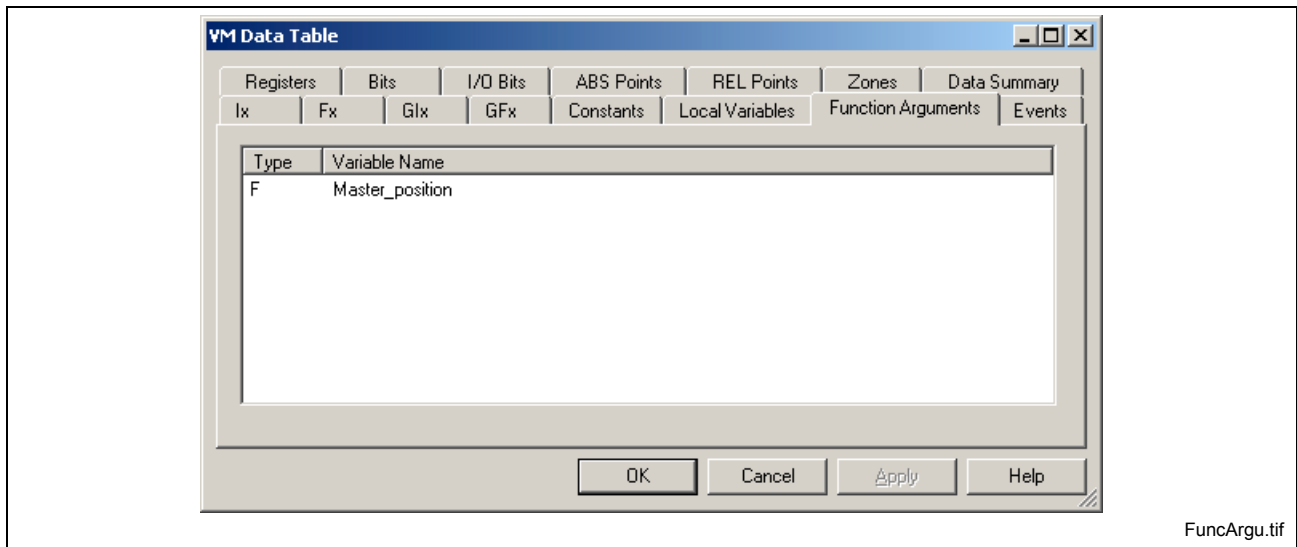 VM Data Table
Registers Bits I/O Bits ABS Points REL Points Zones Data Summary
Ix Fx GIx GFx Constants Local Variables Function Arguments Events
Type Variable Name
F Master_position
OK Cancel Apply Help
FuncArgu.tif